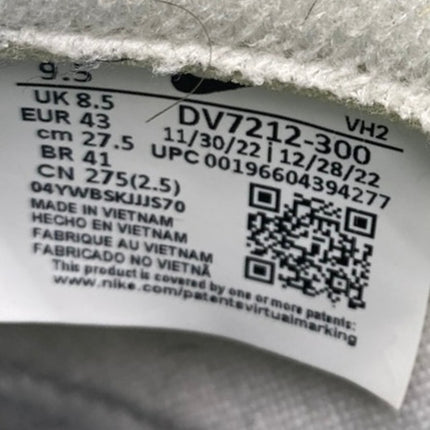 9.5
UK 8.5
EUR 43
cm 27.5
BR 41
CN 275(2.5)
04YWBSKJJJS70
VH2
DV7212-300
11/30/22 | 12/28/22
UPC 00196604394277
MADE IN VIETNAM
HECHO EN VIETNAM
FABRIQUE AU VIETNAM
FABRICADO NO VIETNÃ
This product is covered by one or more patents:
www.nike.com/patentsvirtualmarking